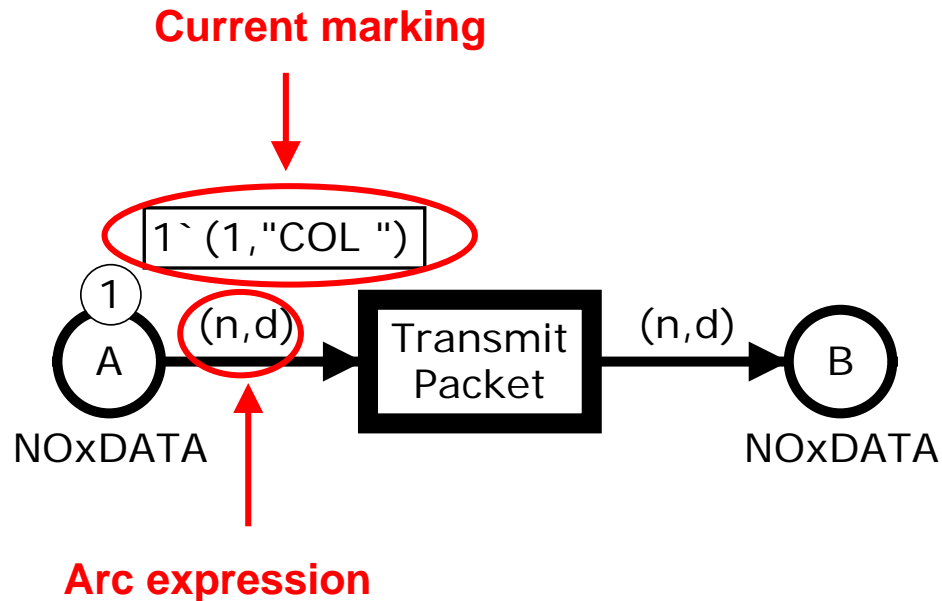 Current marking
1`(1,"COL ")
1
(n,d)
(n,d)
A
Transmit
Packet
B
NOxDATA
NOxDATA
Arc expression